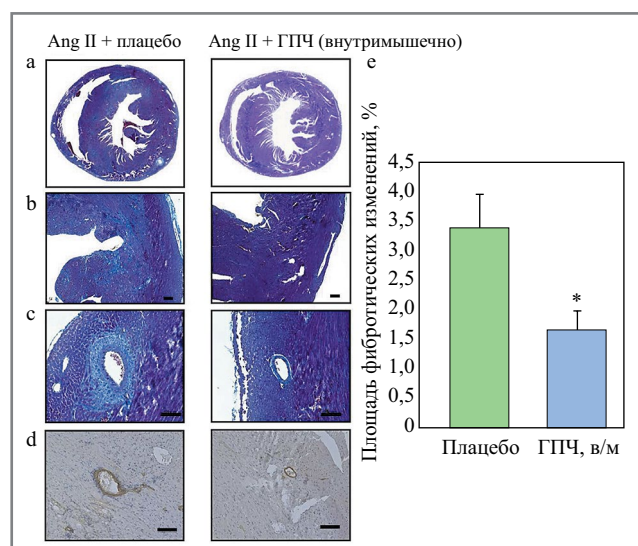 Ang II + плацебо
Ang II + ГПЧ (внутримышечно)
a
e
b
c
d
Площадь фибротических изменений, %
4,5
4,0
3,5
3,0
2,5
2,0
1,5
1,0
0,5
0,0
*
Плацебо
ГПЧ, в/м